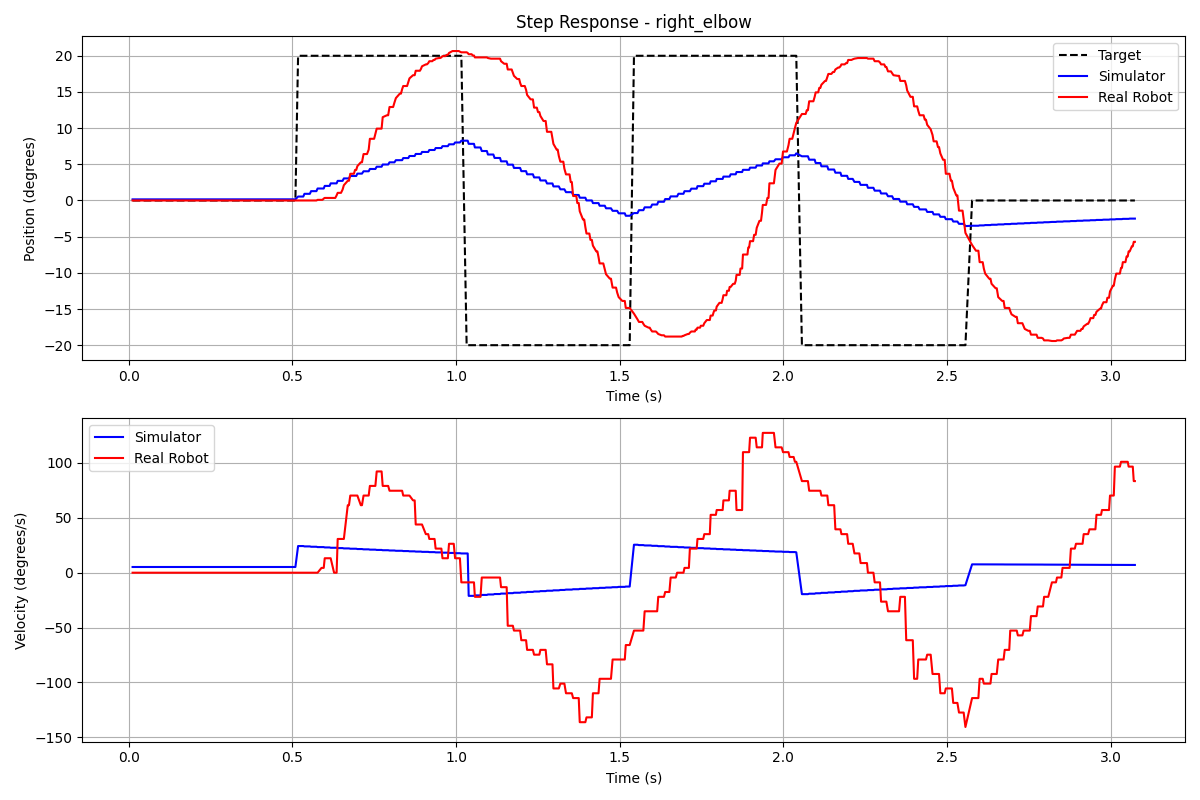 Step Response - right_elbow
Position (degrees)
20
15
10
5
0
−5
−10
−15
−20
Target
Simulator
Real Robot
0.0 0.5 1.0 1.5 2.0 2.5 3.0
Time (s)
Velocity (degrees/s)
100
50
0
−50
−100
−150
Simulator
Real Robot
0.0 0.5 1.0 1.5 2.0 2.5 3.0
Time (s)